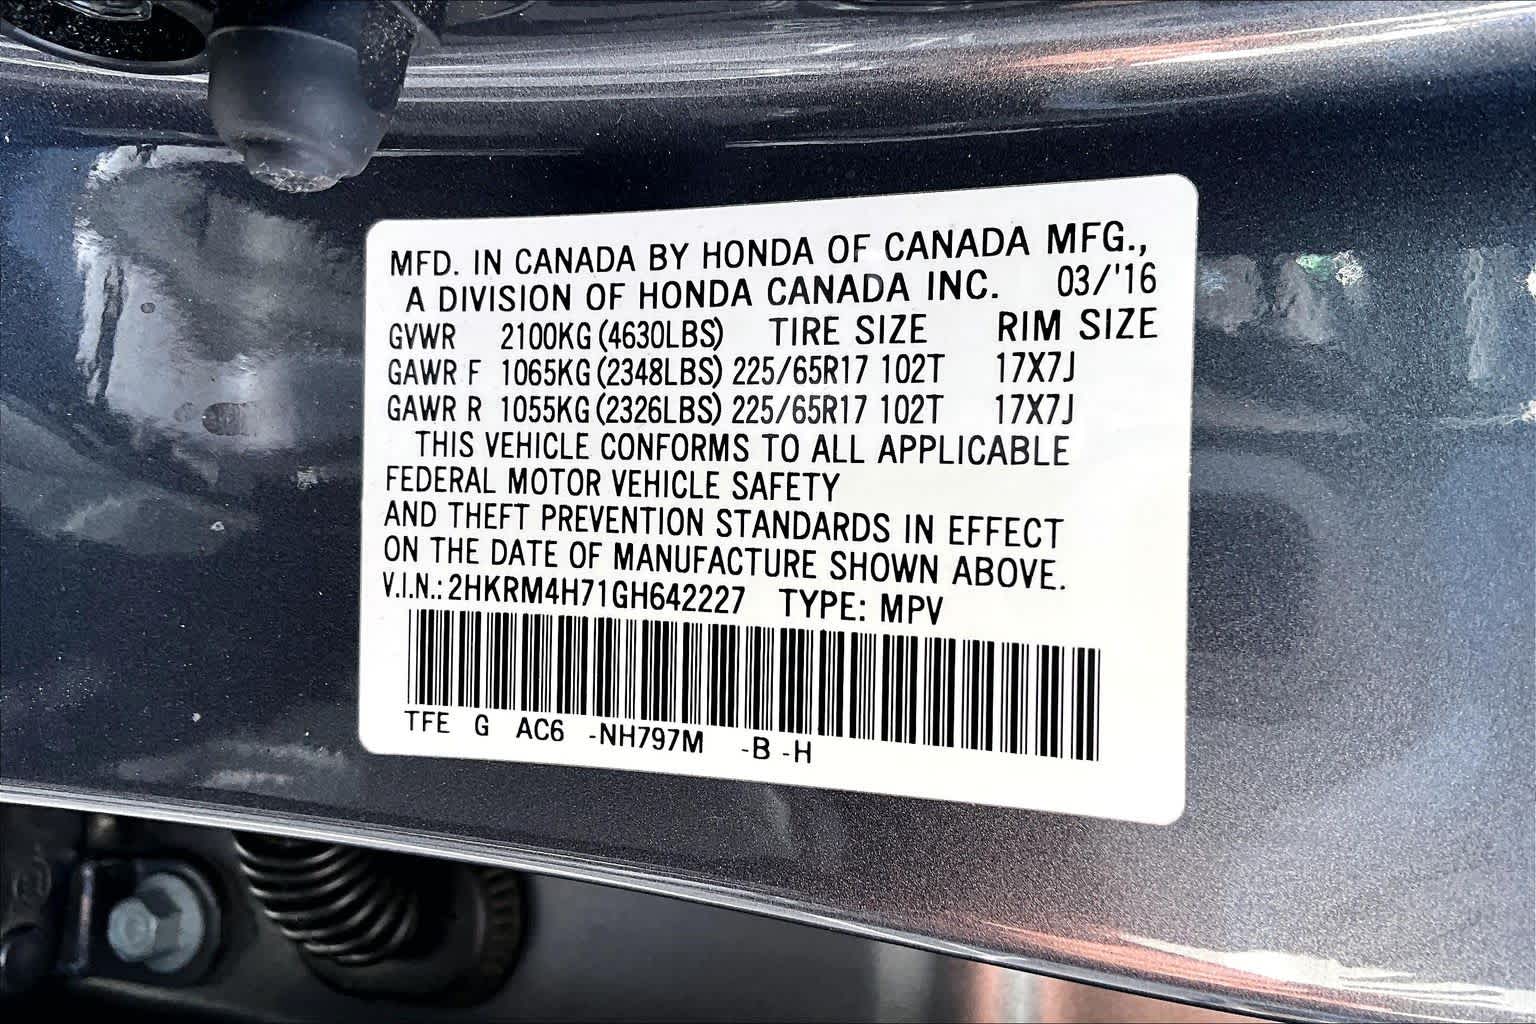 MFD. IN CANADA BY HONDA OF CANADA MFG.,
A DIVISION OF HONDA CANADA INC. 03/'16
GVWR 2100KG (4630LBS) TIRE SIZE RIM SIZE
GAWR F 1065KG (2348LBS) 225/65R17 102T 17X7J
GAWR R 1055KG (2326LBS) 225/65R17 102T 17X7J
THIS VEHICLE CONFORMS TO ALL APPLICABLE
FEDERAL MOTOR VEHICLE SAFETY
AND THEFT PREVENTION STANDARDS IN EFFECT
ON THE DATE OF MANUFACTURE SHOWN ABOVE.
V.I.N.: 2HKRM4H71GH642227 TYPE: MPV
TFE G AC6 -NH797M -B -H